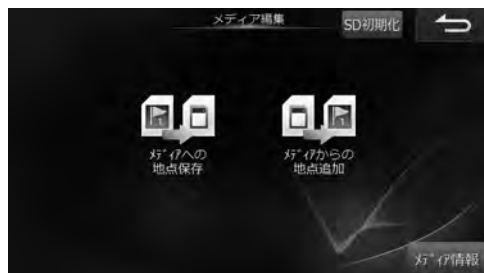 メディア編集
SD初期化
ﾒﾃﾞｨｱへの
地点保存
ﾒﾃﾞｨｱからの
地点追加
ﾒﾃﾞｨｱ情報